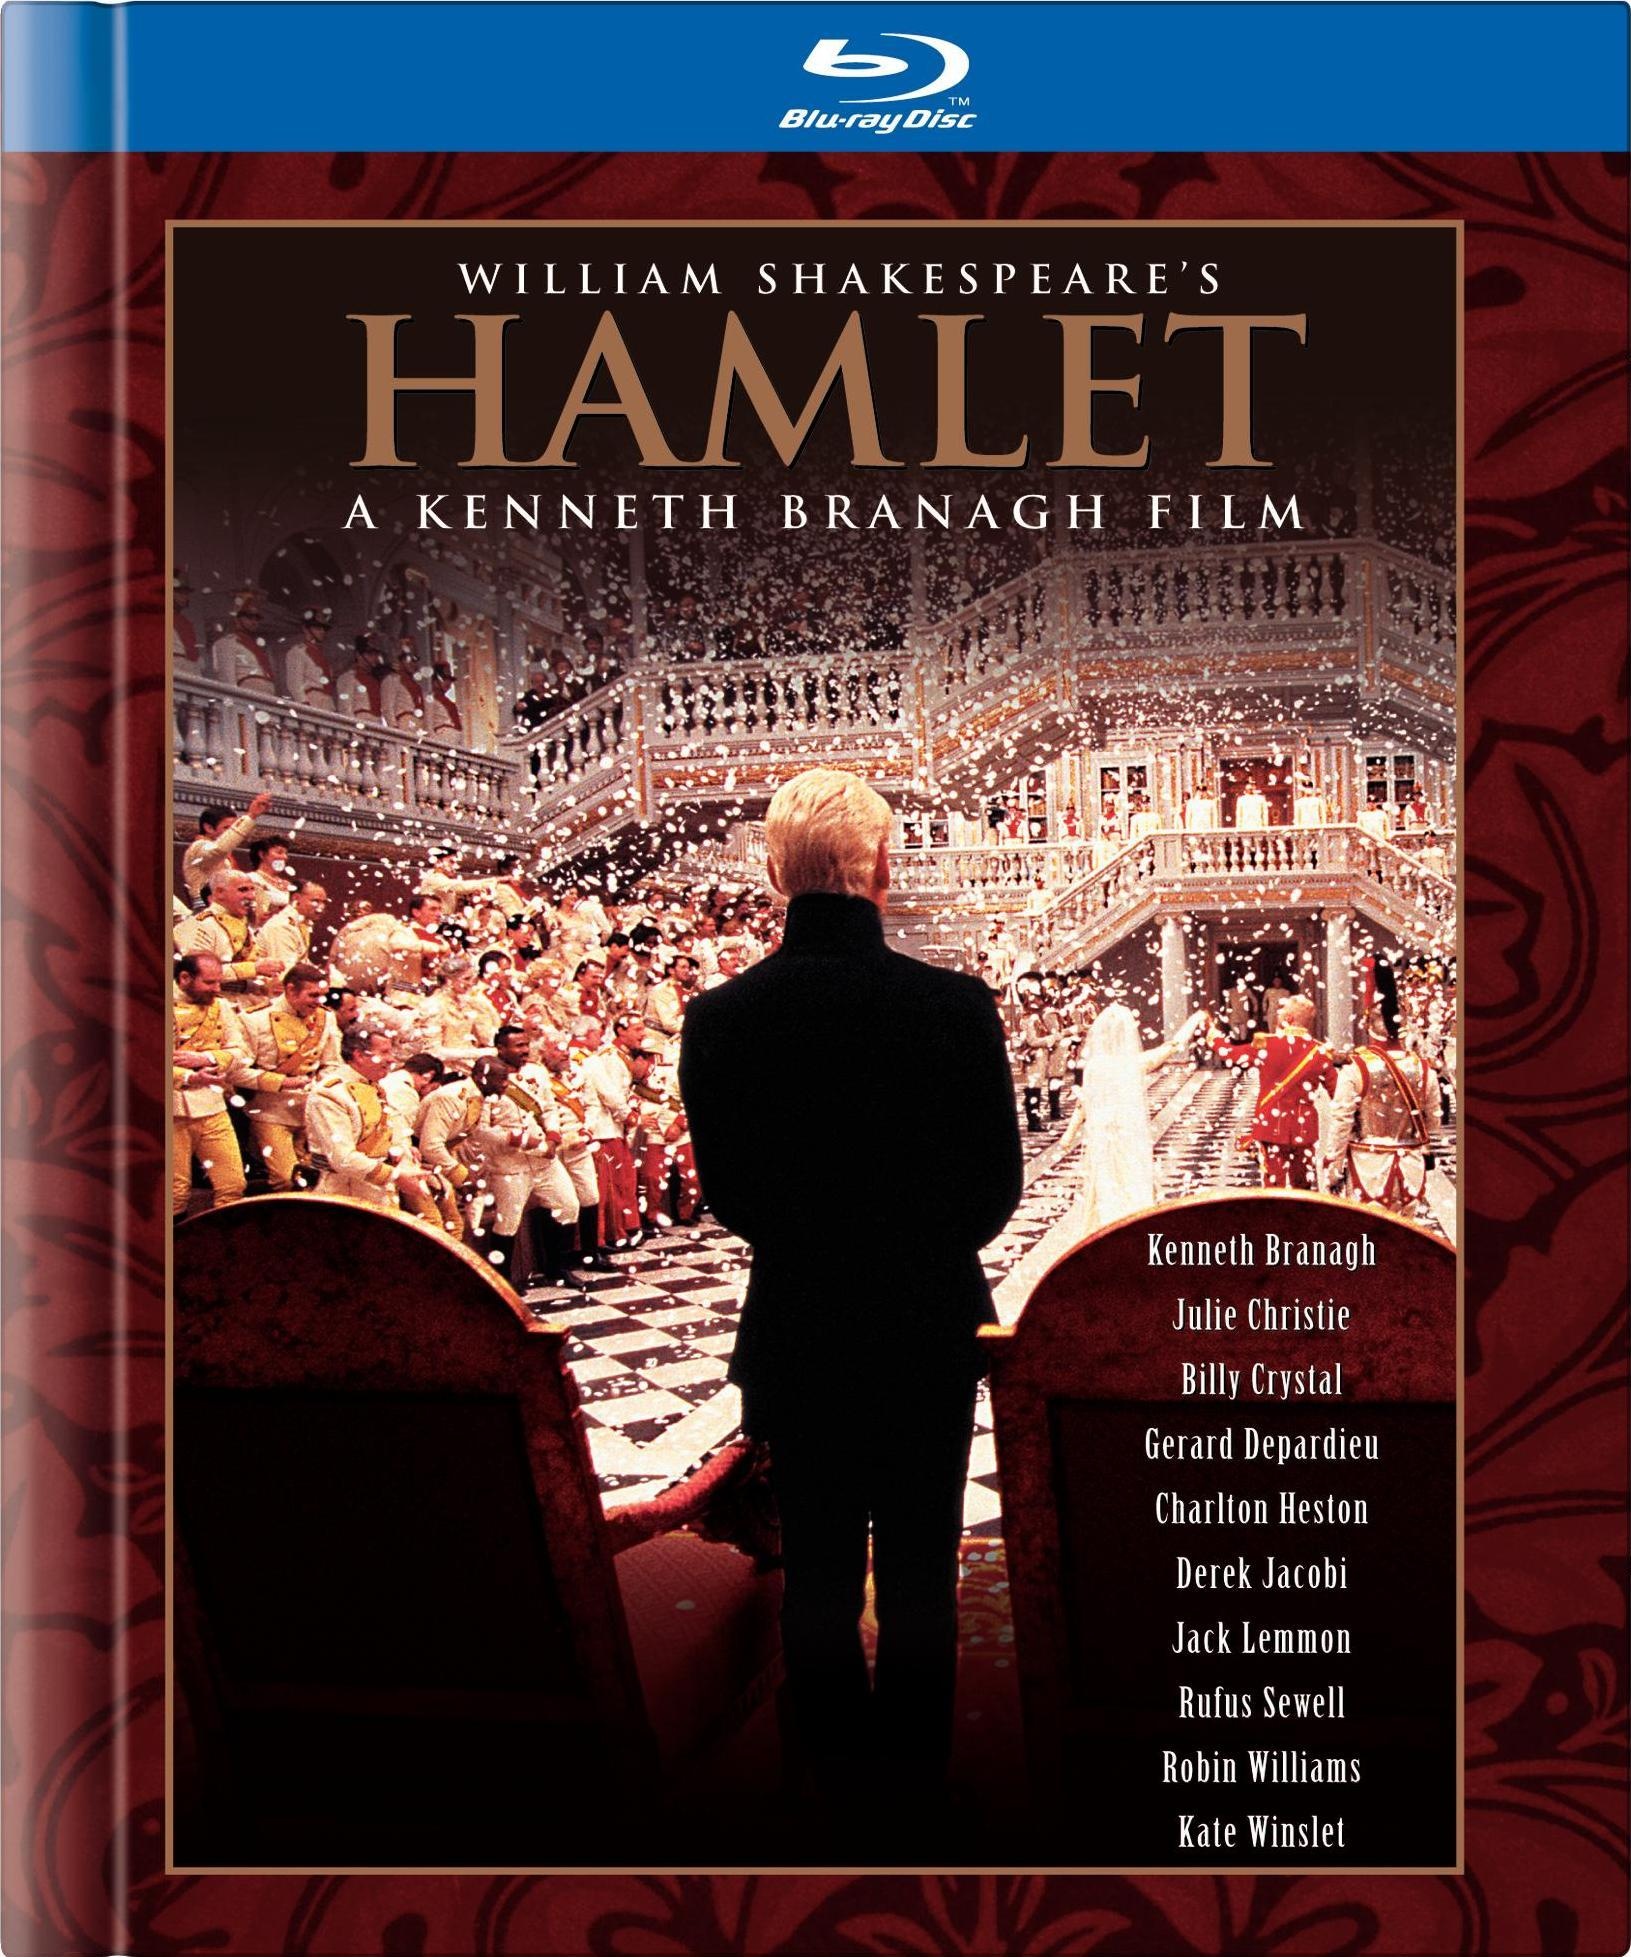 Blu-ray Disc™
WILLIAM SHAKESPEARE'S
HAMLET
A KENNETH BRANAGH FILM
Kenneth Branagh
Julie Christie
Billy Crystal
Gerard Depardieu
Charlton Heston
Derek Jacobi
Jack Lemmon
Rufus Sewell
Robin Williams
Kate Winslet